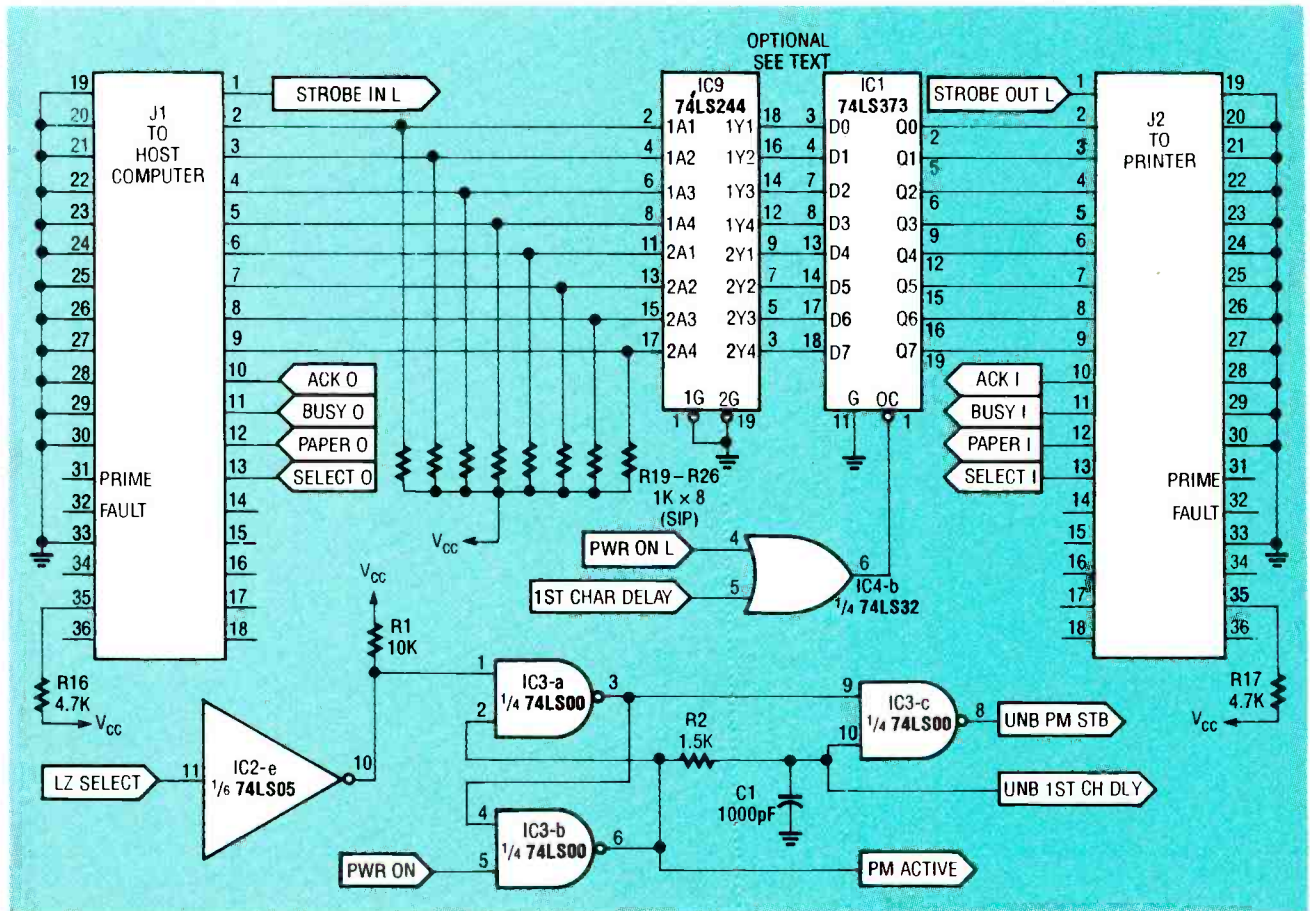 OPTIONAL
SEE TEXT
J1
TO
HOST
COMPUTER
19
20
21
22
23
24
25
26
27
28
29
30
31
32
33
34
35
36
PRIME
FAULT
1
2
3
4
5
6
7
8
9
10
11
12
13
14
15
16
17
18
STROBE IN L
ACK O
BUSY O
PAPER O
SELECT O
R16
4.7K
VCC
IC9
74LS244
2 1A1 1Y1 18
4 1A2 1Y2 16
6 1A3 1Y3 14
8 1A4 1Y4 12
11 2A1 2Y1 9
13 2A2 2Y2 7
15 2A3 2Y3 5
17 2A4 2Y4 3
1G 2G
1 19
IC1
74LS373
3 D0 Q0 2
4 D1 Q1 5
7 D2 Q2 6
8 D3 Q3 9
13 D4 Q4 12
14 D5 Q5 15
17 D6 Q6 16
18 D7 Q7 19
G OC
11 1
R19–R26
1K × 8
(SIP)
VCC
PWR ON L
1ST CHAR DELAY
4
5
6
IC4-b
1/4 74LS32
STROBE OUT L
ACK I
BUSY I
PAPER I
SELECT I
J2
TO
PRINTER
1
2
3
4
5
6
7
8
9
10
11
12
13
14
15
16
17
18
19
20
21
22
23
24
25
26
27
28
29
30
31
32
33
34
35
36
PRIME
FAULT
R17
4.7K
VCC
LZ SELECT
11
IC2-e
1/6 74LS05
10
VCC
R1
10K
1
2
IC3-a
1/4 74LS00
3
4
5
IC3-b
1/4 74LS00
6
PWR ON
R2
1.5K
C1
1000pF
9
10
IC3-c
1/4 74LS00
8
UNB PM STB
UNB 1ST CH DLY
PM ACTIVE